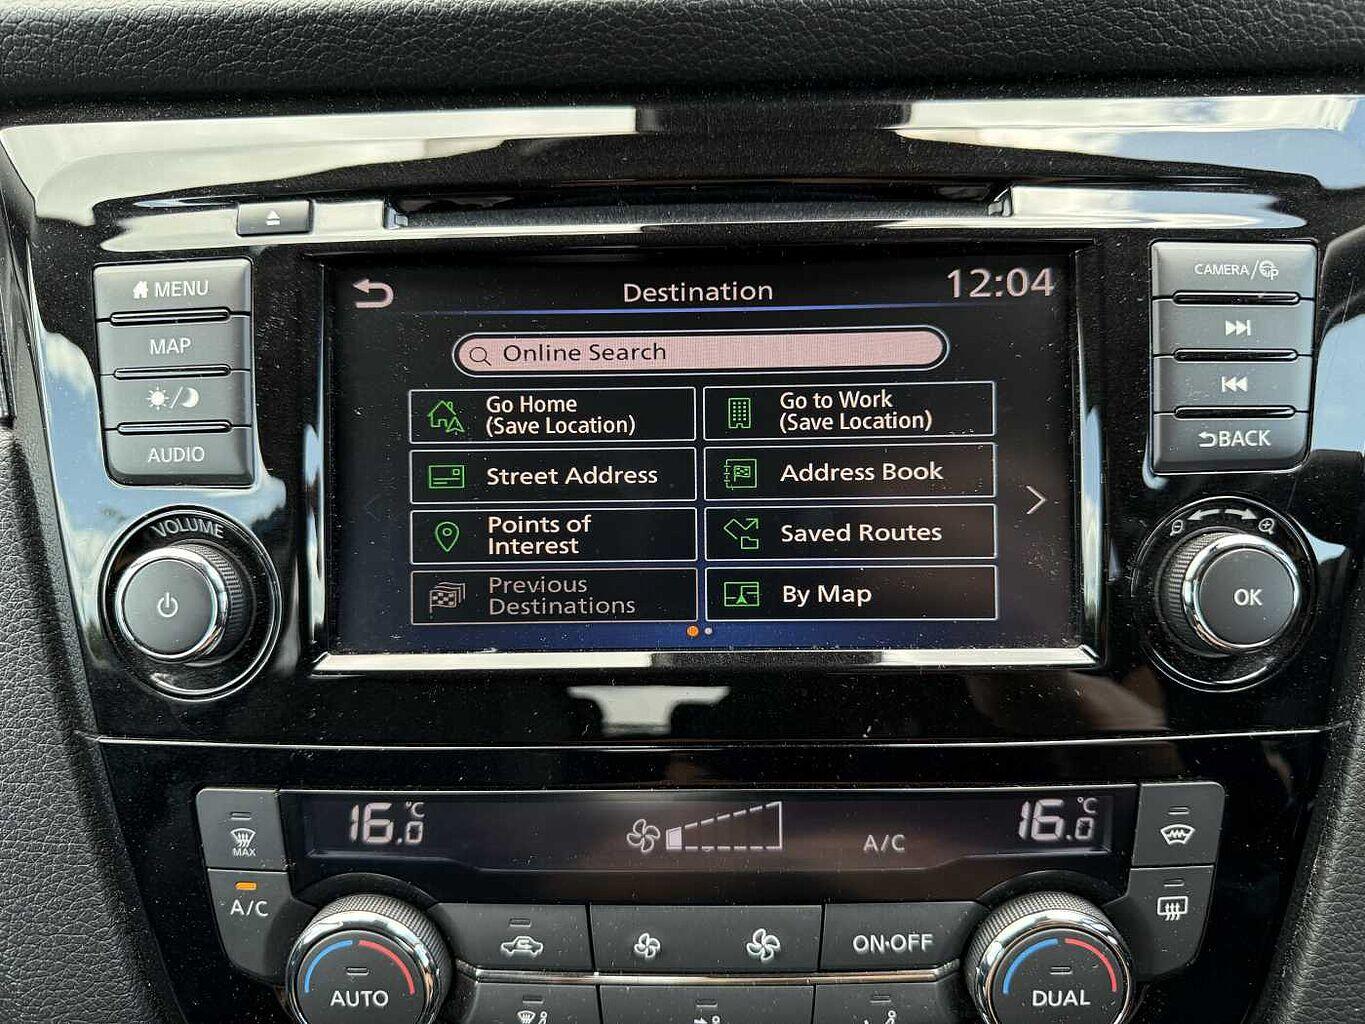 MENU
MAP
AUDIO
VOLUME
Destination
12:04
Online Search
Go Home
(Save Location)
Go to Work
(Save Location)
Street Address
Address Book
Points of
Interest
Saved Routes
Previous
Destinations
By Map
CAMERA/
BACK
OK
16.0 °C
A/C
16.0 °C
MAX
A/C
AUTO
ON·OFF
DUAL